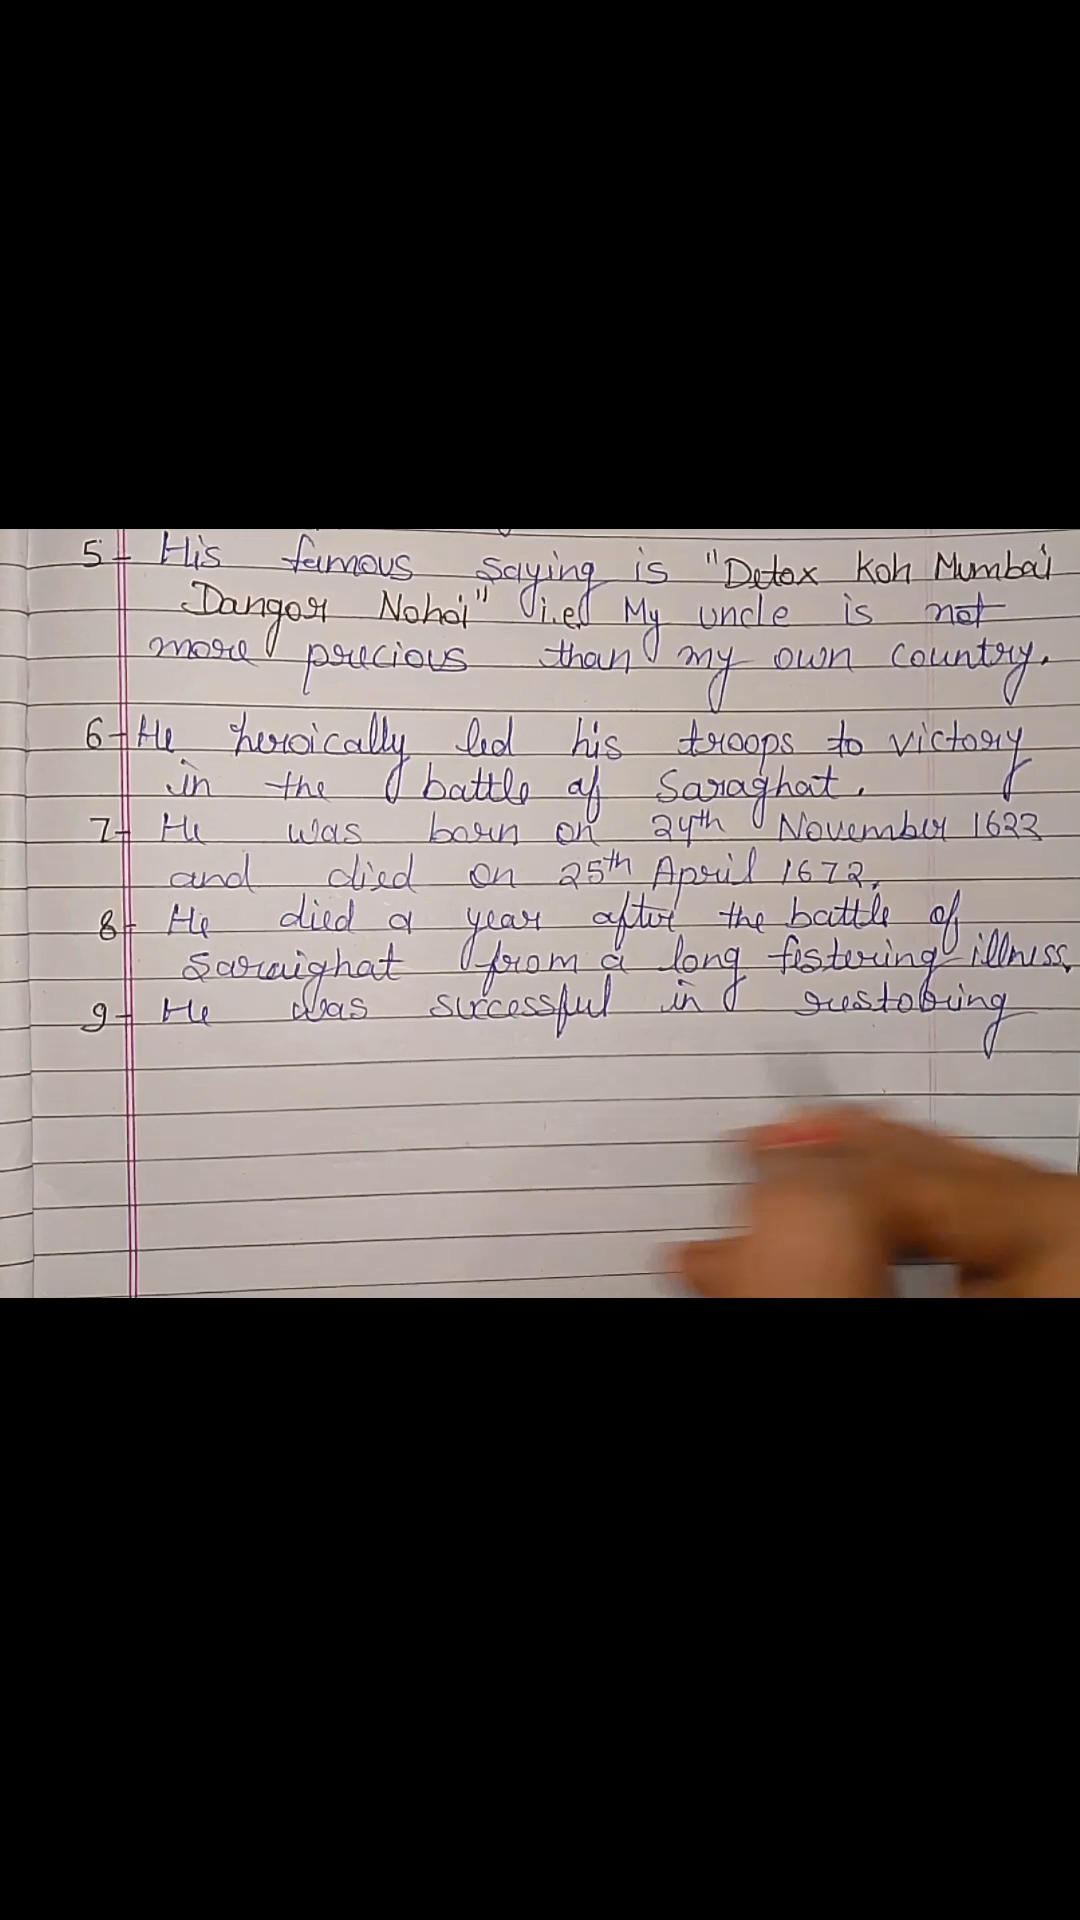 5- His famous saying is "Detox Koh Mumbai
Dangor Nohoi" i.e. My uncle is not
more precious than my own country.
6- He heroically led his troops to victory
in the battle of Saraghat.
7- He was born on 24th November 1622
and died on 25th April 1672.
8- He died a year after the battle of
Saraighat from a long festering illness.
9- He was successful in restoring